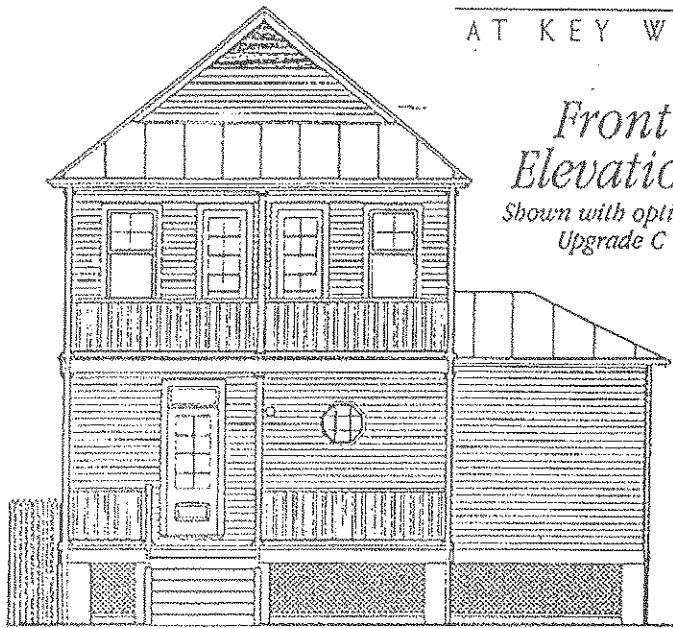 AT KEY W
Front
Elevatio
Shown with opti
Upgrade C